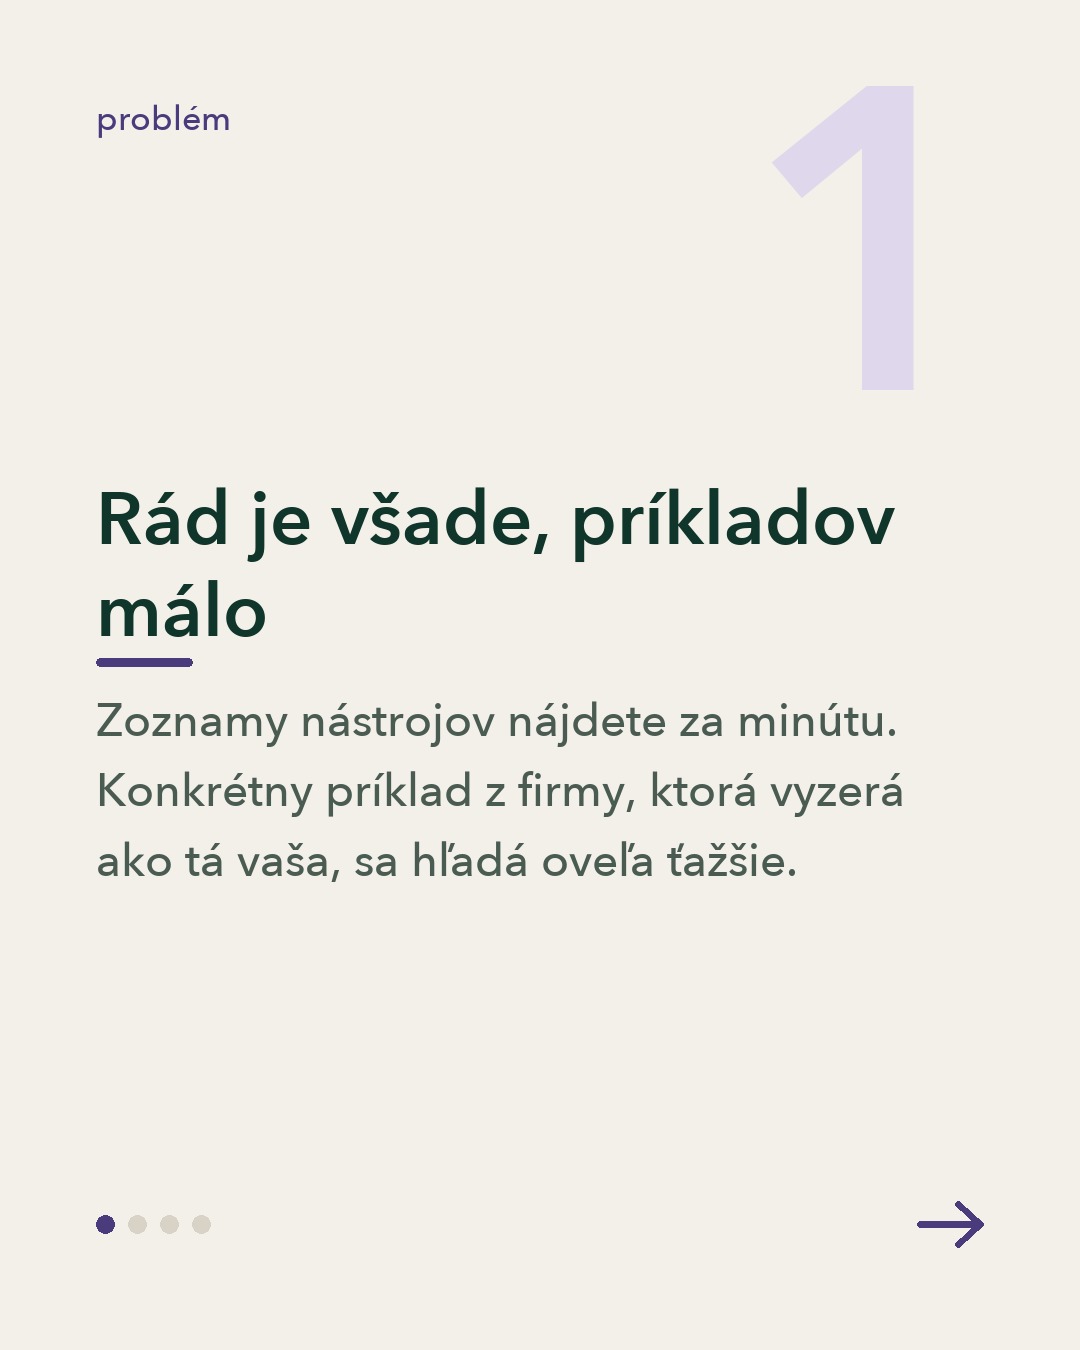 problém
1
Rád je všade, príkladov
málo
Zoznamy nástrojov nájdete za minútu.
Konkrétny príklad z firmy, ktorá vyzerá
ako tá vaša, sa hľadá oveľa ťažšie.